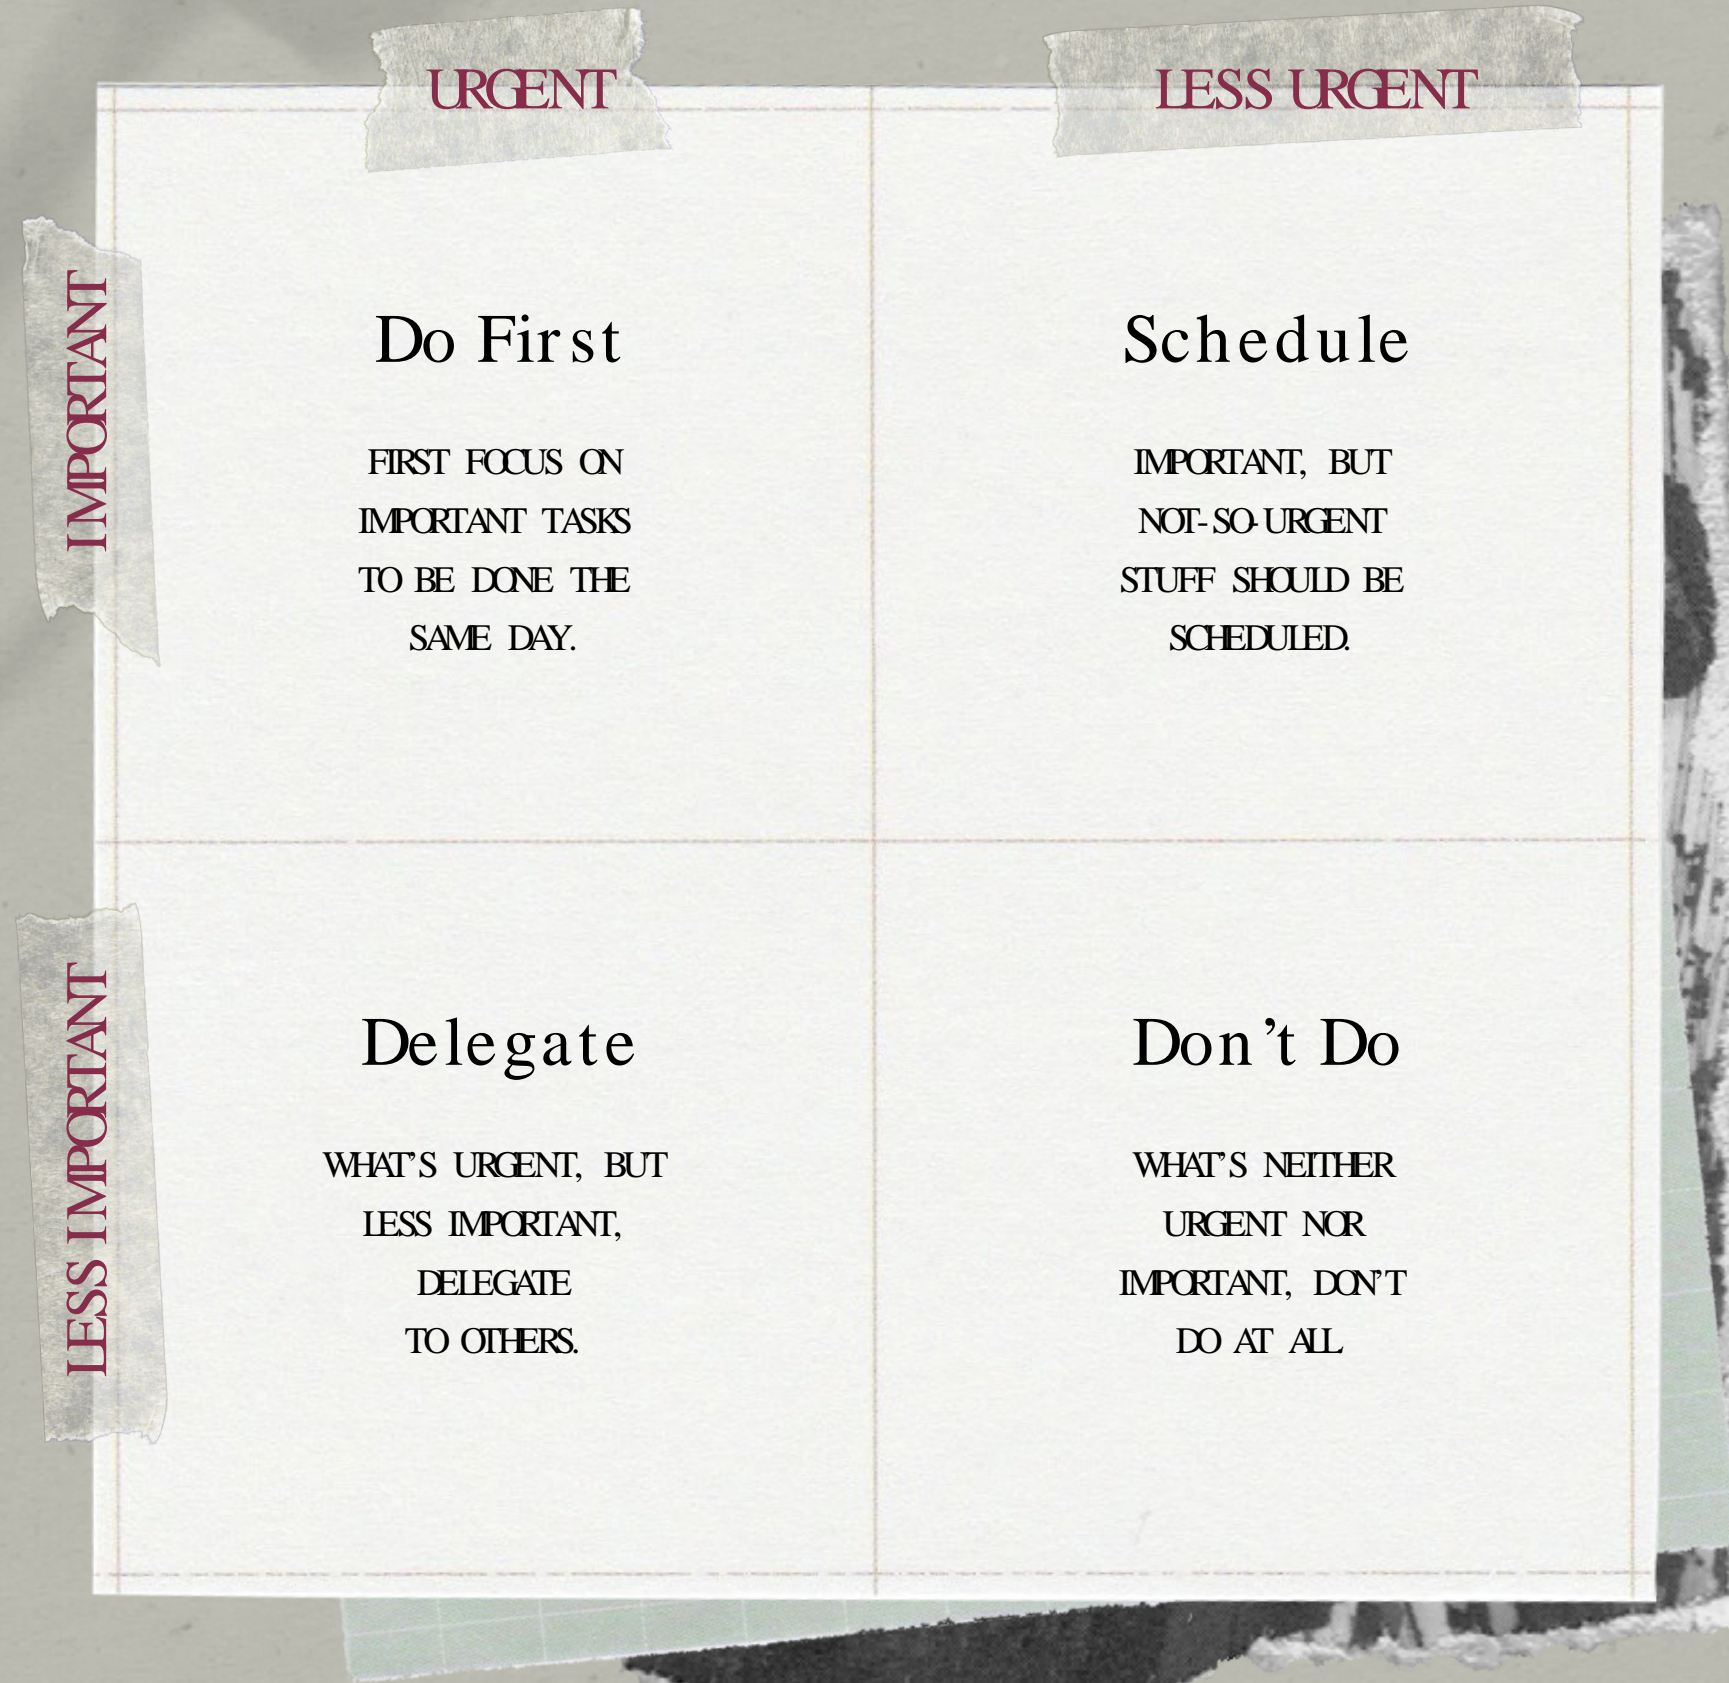 URGENT
LESS URGENT
IMPORTANT
Do First
FIRST FOCUS ON
IMPORTANT TASKS
TO BE DONE THE
SAME DAY.
Schedule
IMPORTANT, BUT
NOT-SO-URGENT
STUFF SHOULD BE
SCHEDULED.
LESS IMPORTANT
Delegate
WHAT'S URGENT, BUT
LESS IMPORTANT,
DELEGATE
TO OTHERS.
Don't Do
WHAT'S NEITHER
URGENT NOR
IMPORTANT, DON'T
DO AT ALL.